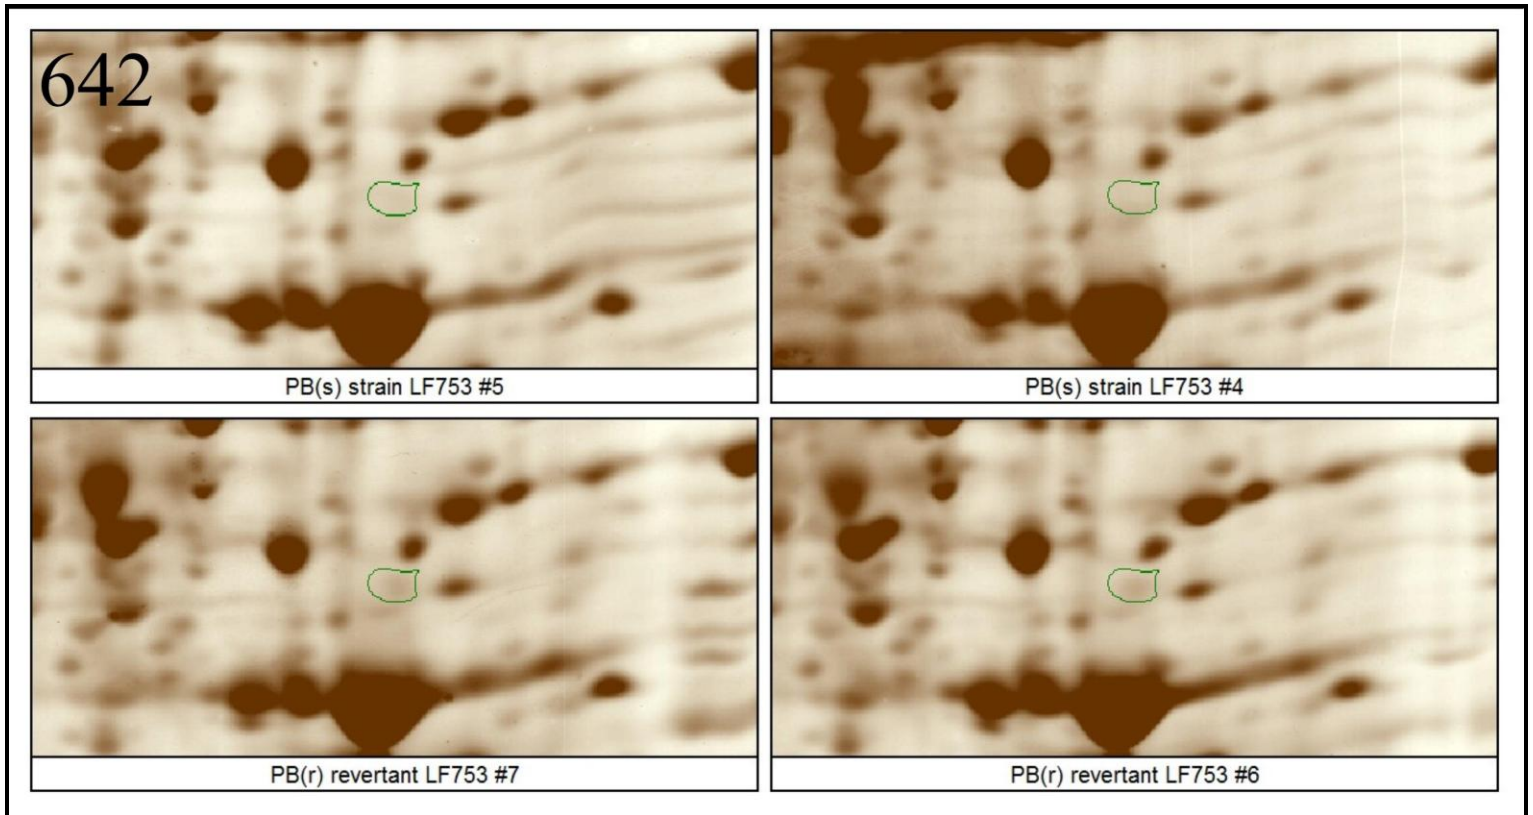 642
PB(s) strain LF753 #5
PB(s) strain LF753 #4
PB(r) revertant LF753 #7
PB(r) revertant LF753 #6